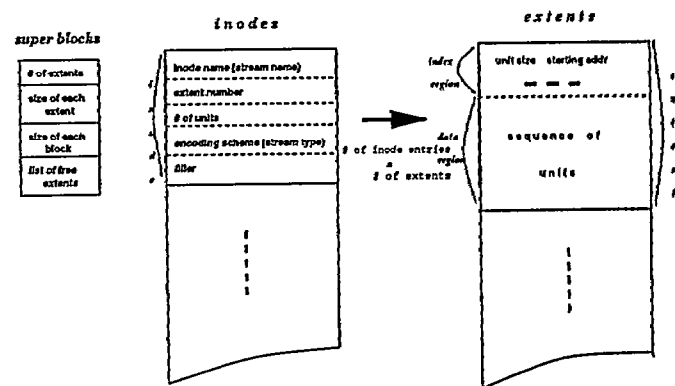 super blocks
# of extents
size of each
extent
size of each
block
list of free
extents
inodes
inode name (stream name)
extent number
# of units
encoding scheme (stream type)
filler
i
n
o
d
e
# of inode entries
=
# of extents
extents
index
region
unit size starting addr
data
region
sequence of
units
e
x
t
e
n
t